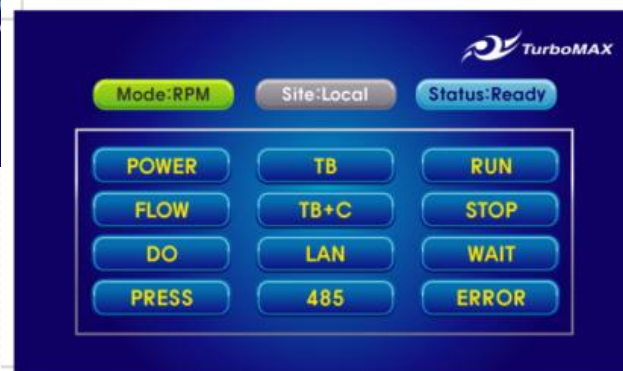 TurboMAX
Mode:RPM Site:Local Status:Ready
POWER TB RUN
FLOW TB+C STOP
DO LAN WAIT
PRESS 485 ERROR